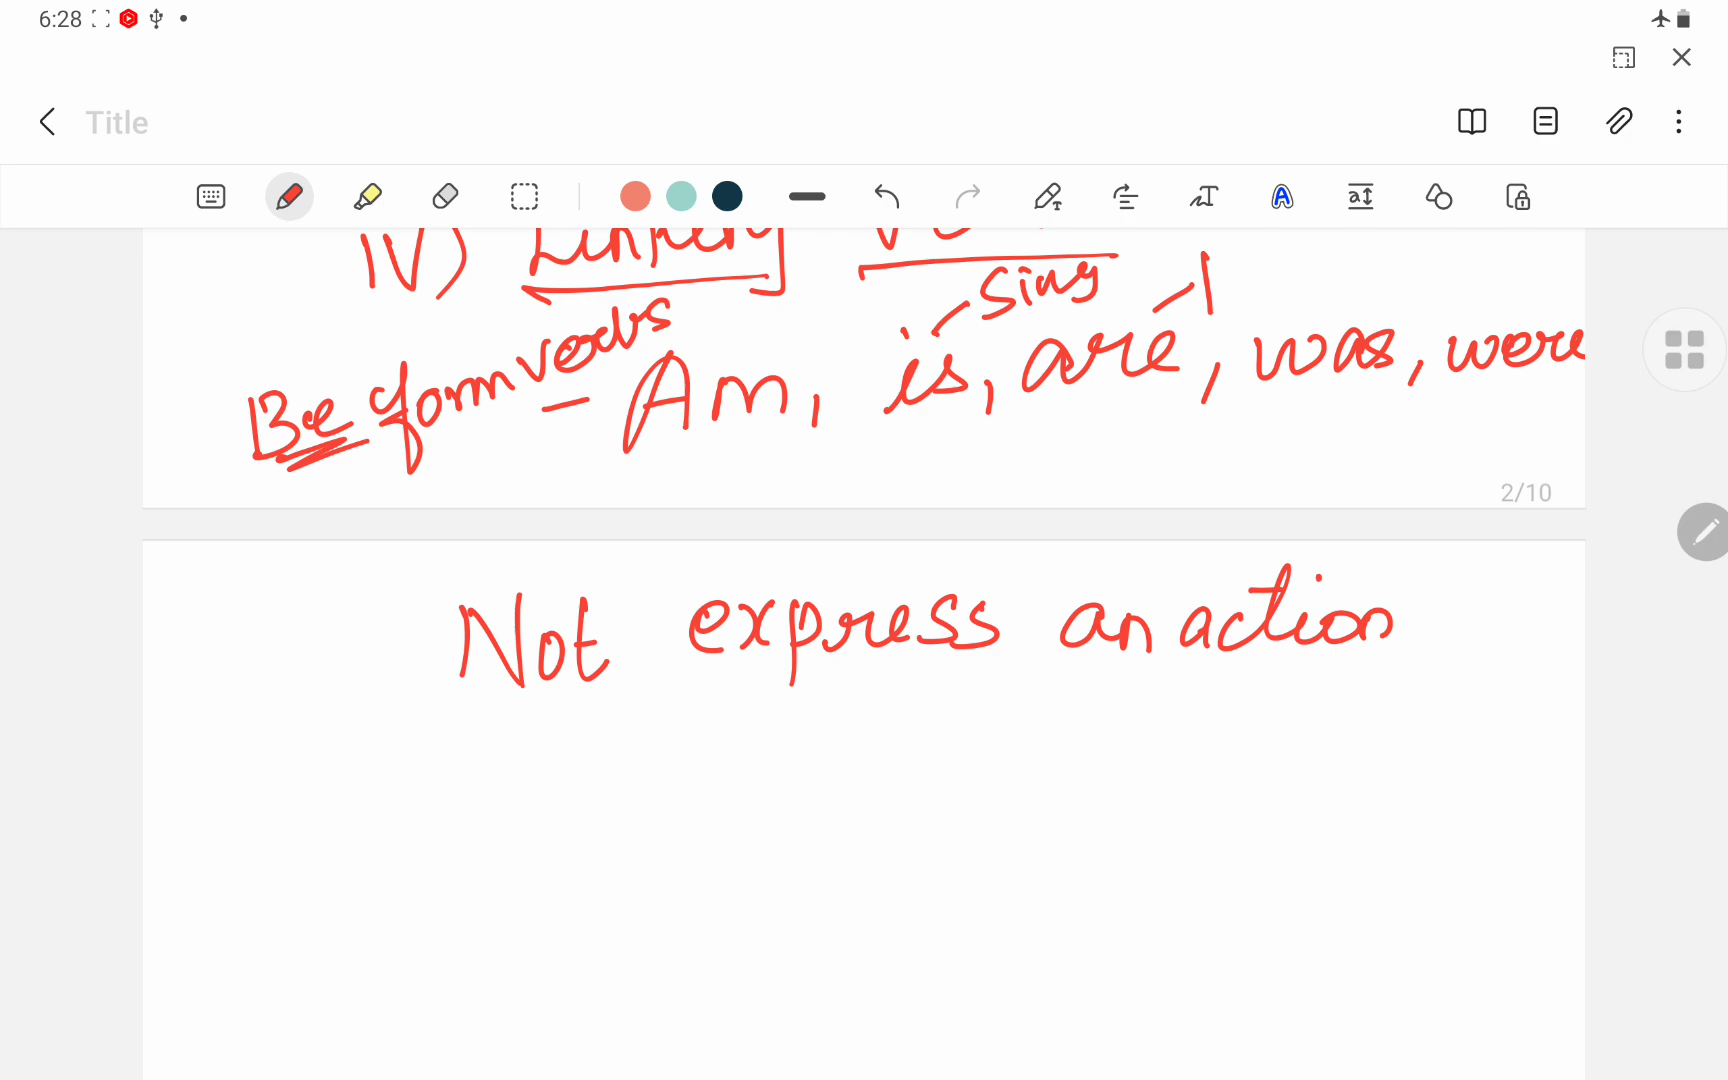 6:28
Title
IV) Linking
sing
Be form verbs - Am, is, are, was, were
2/10
Not express an action